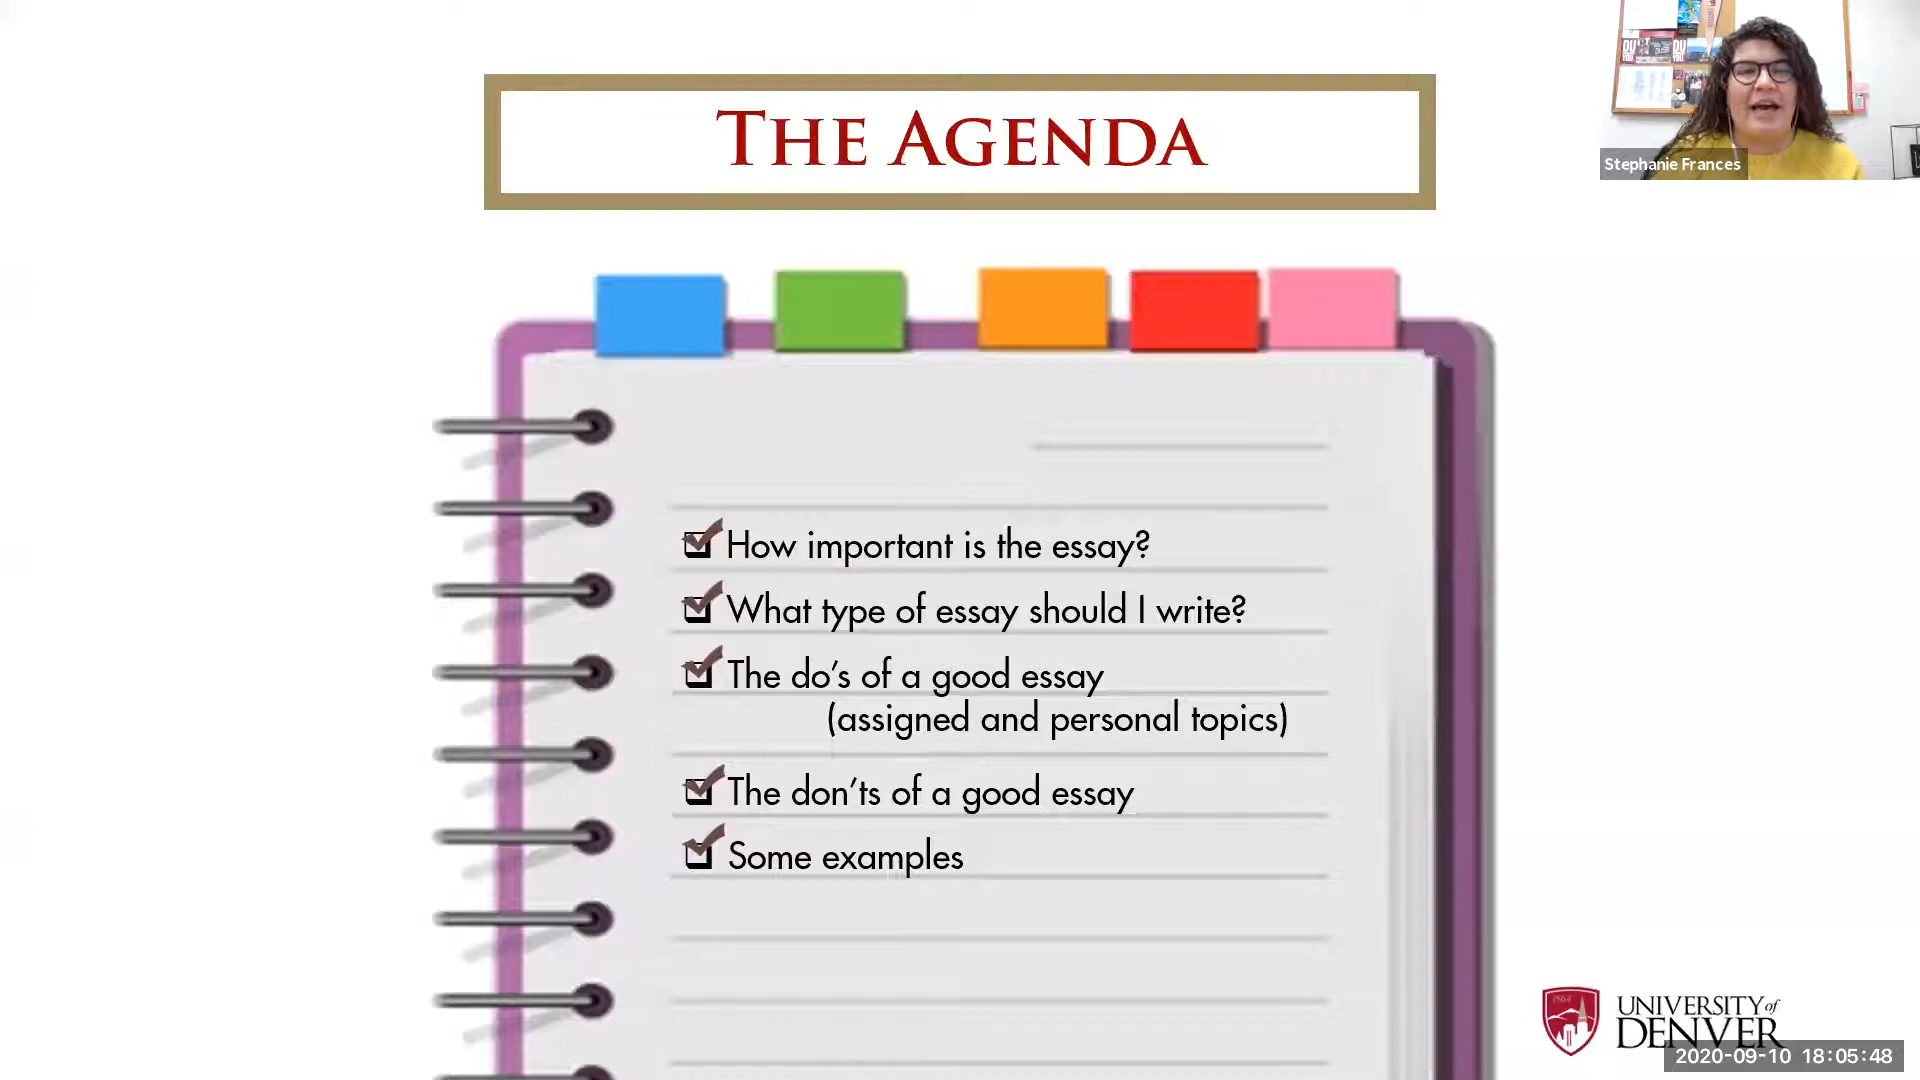 THE AGENDA
Stephanie Frances
How important is the essay?
What type of essay should I write?
The do’s of a good essay
(assigned and personal topics)
The don’ts of a good essay
Some examples
UNIVERSITY of
DENVER
2020-09-10 18:05:48